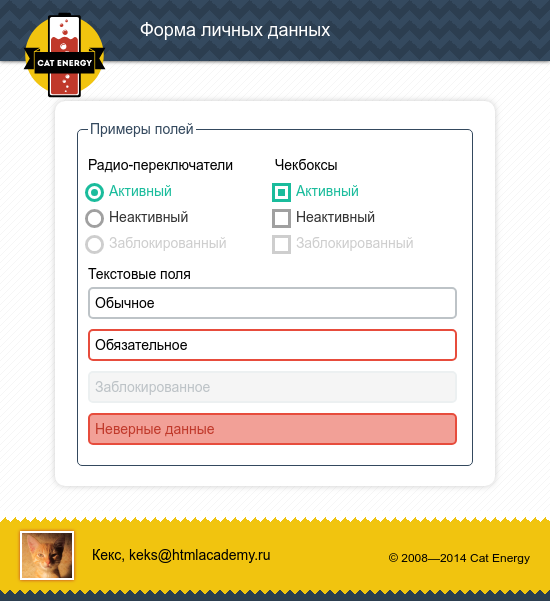 Форма личных данных
CAT ENERGY
Примеры полей
Радио-переключатели
Активный
Неактивный
Заблокированный
Чекбоксы
Активный
Неактивный
Заблокированный
Текстовые поля
Обычное
Обязательное
Заблокированное
Неверные данные
Кекс, keks@htmlacademy.ru
© 2008—2014 Cat Energy